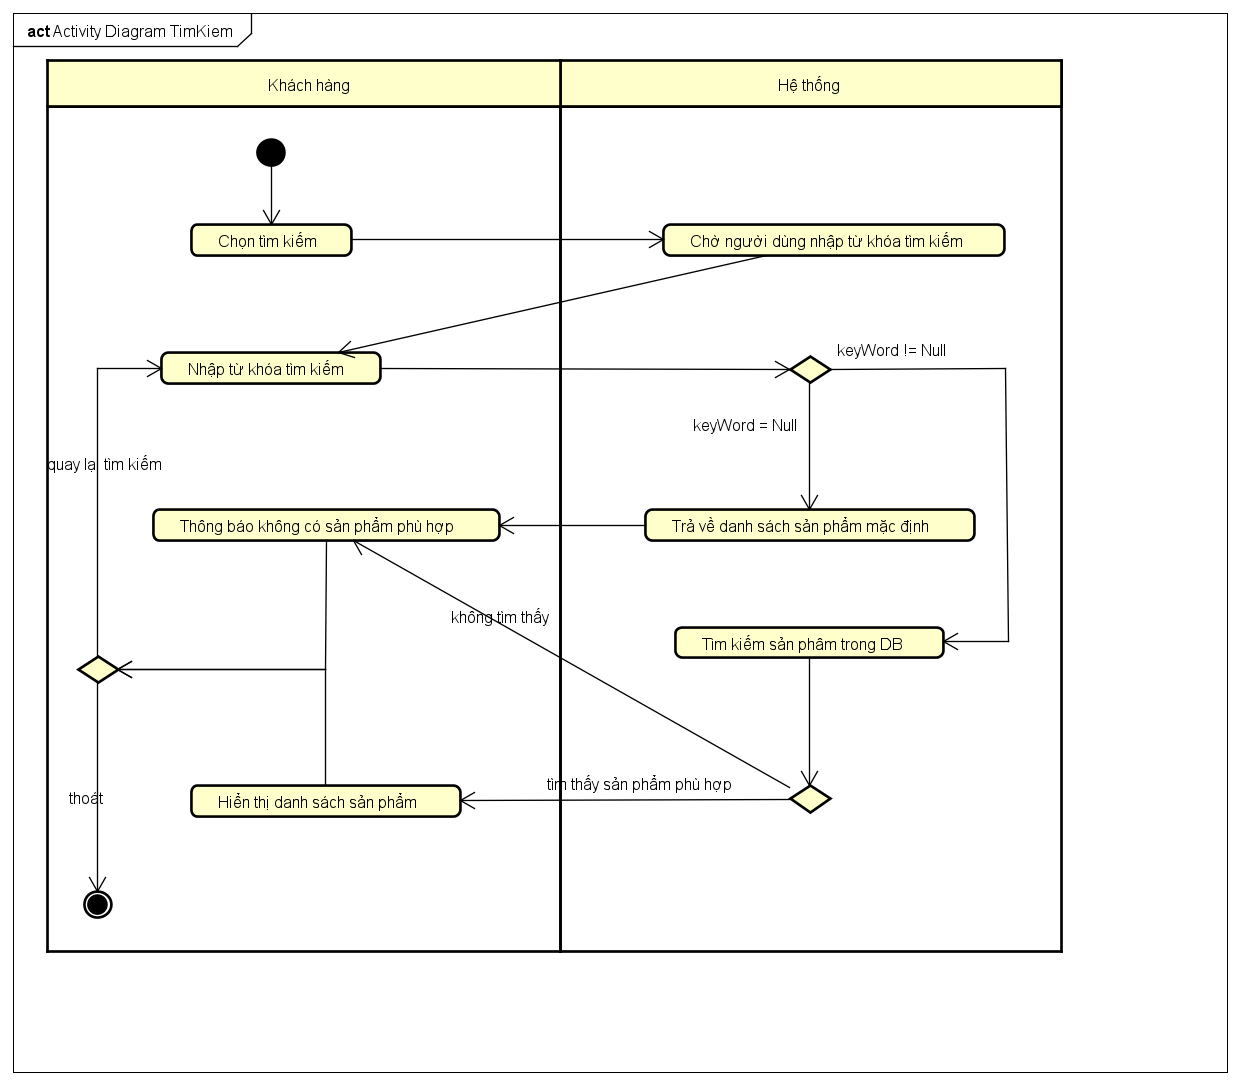 act Activity Diagram TimKiem
Khách hàng
Hệ thống
Chọn tìm kiếm
Chờ người dùng nhập từ khóa tìm kiếm
keyWord != Null
Nhập từ khóa tìm kiếm
keyWord = Null
quay lại tìm kiếm
Thông báo không có sản phẩm phù hợp
Trả về danh sách sản phẩm mặc định
không tìm thấy
Tìm kiếm sản phâm trong DB
tìm thấy sản phẩm phù hợp
thoát
Hiển thị danh sách sản phẩm